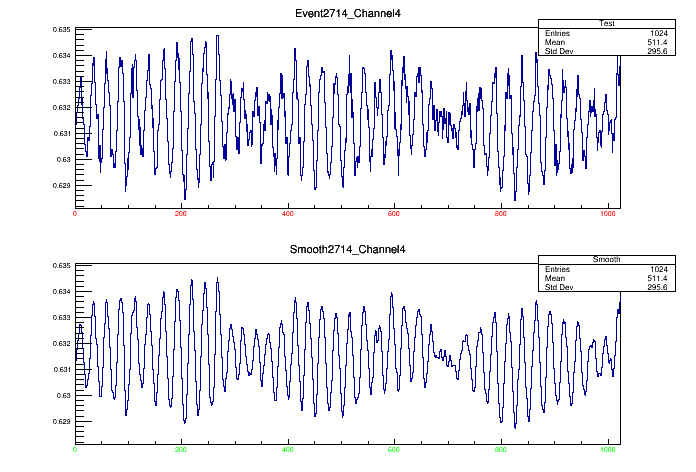 Event2714_Channel4
Test
Entries 1024
Mean 511.4
Std Dev 295.6
0.635
0.634
0.633
0.632
0.631
0.63
0.629
0 200 400 600 800 1000
Smooth2714_Channel4
Smooth
Entries 1024
Mean 511.4
Std Dev 295.6
0.635
0.634
0.633
0.632
0.631
0.63
0.629
0 200 400 600 800 1000